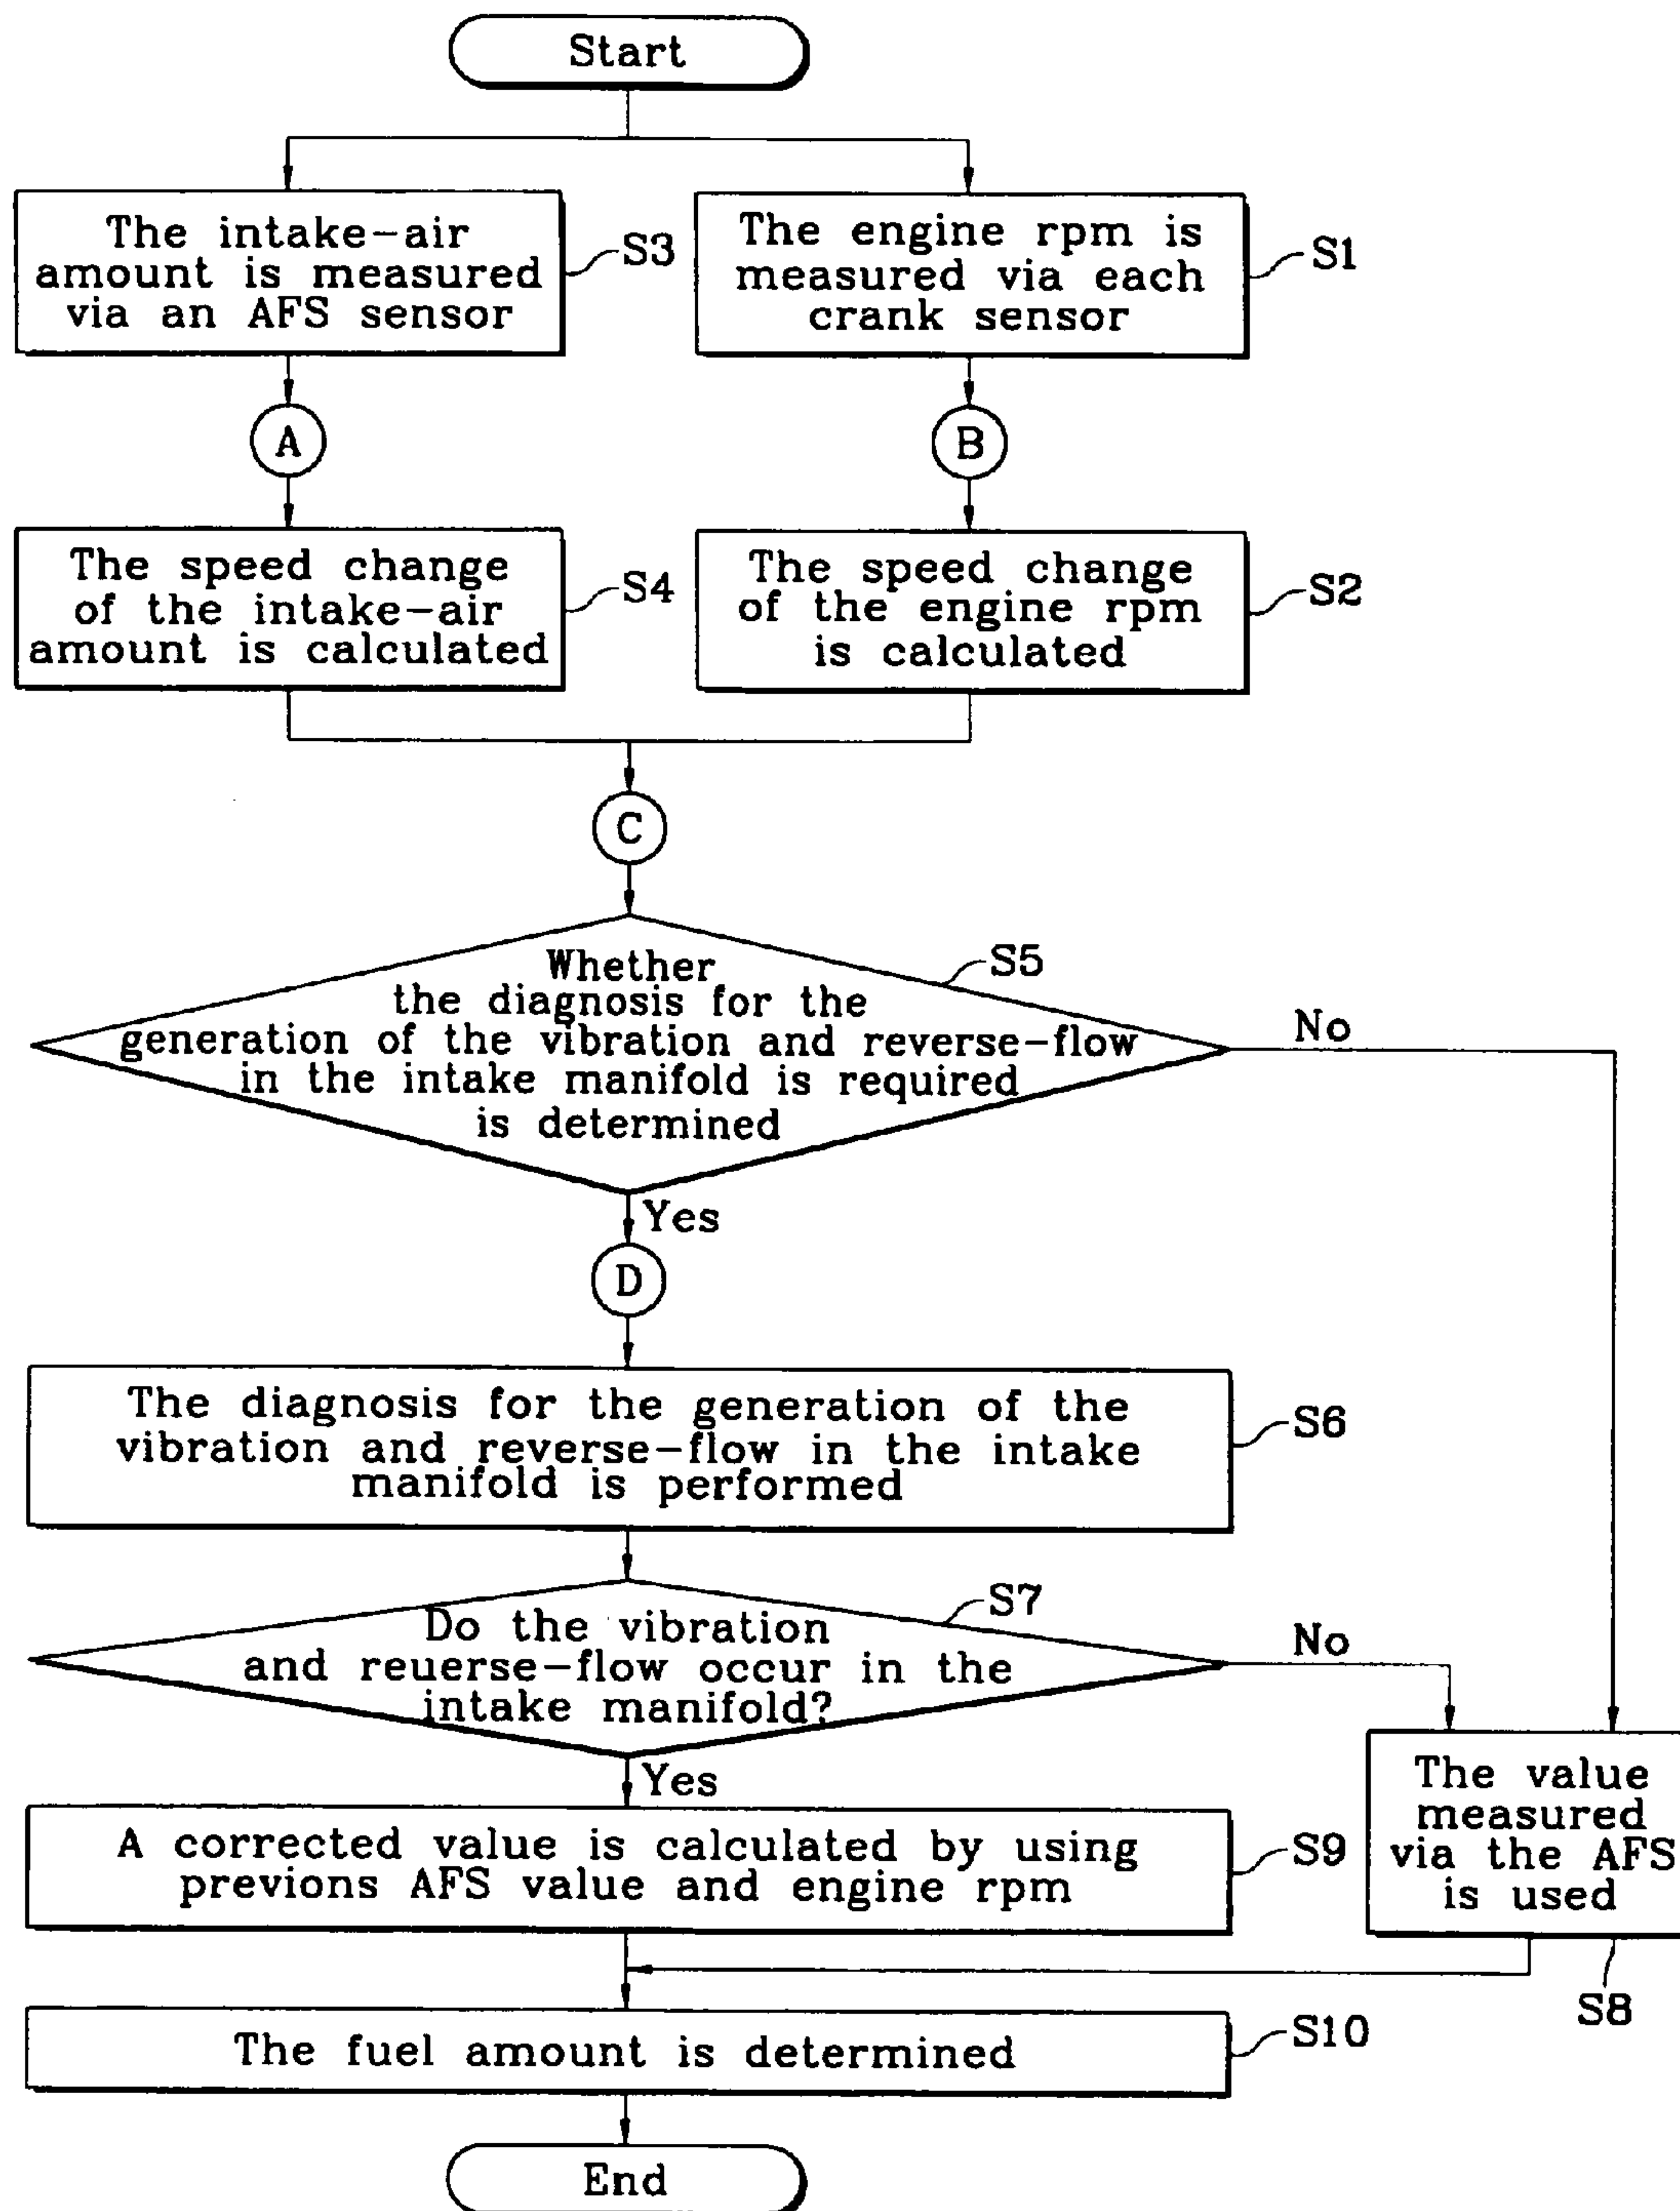 Start
The intake-air
amount is measured
via an AFS sensor
S3
The engine rpm is
measured via each
crank sensor
S1
A
B
The speed change
of the intake-air
amount is calculated
S4
The speed change
of the engine rpm
is calculated
S2
C
Whether
the diagnosis for the
generation of the vibration and reverse-flow
in the intake manifold is required
is determined
S5
No
Yes
D
The diagnosis for the generation of the
vibration and reverse-flow in the intake
manifold is performed
S6
Do the vibration
and reuerse-flow occur in the
intake manifold?
S7
No
Yes
The value
measured
via the AFS
is used
S8
A corrected value is calculated by using
previons AFS value and engine rpm
S9
The fuel amount is determined
S10
End